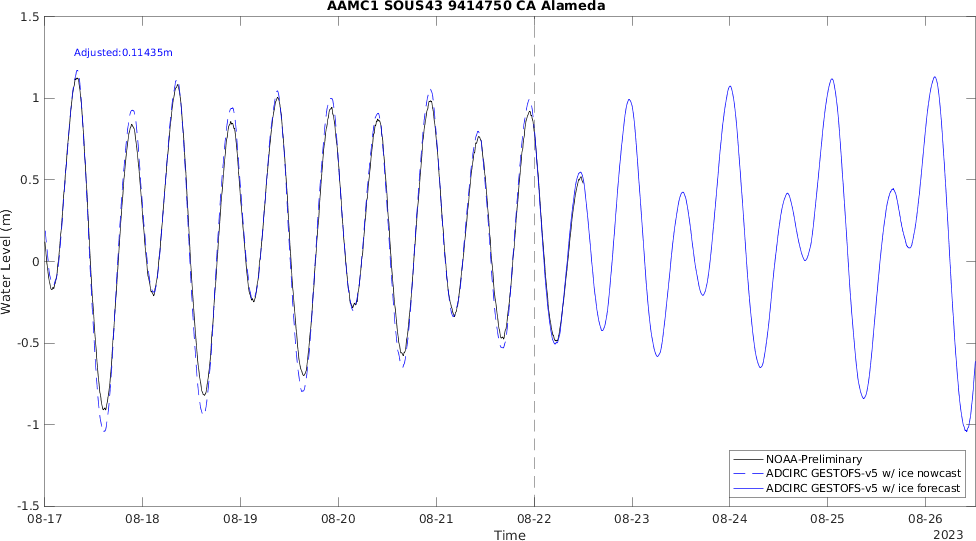 AAMC1 SOUS43 9414750 CA Alameda
Adjusted:0.11435m
1.5
1
0.5
0
-0.5
-1
-1.5
Water Level (m)
NOAA-Preliminary
ADCIRC GESTOFS-v5 w/ ice nowcast
ADCIRC GESTOFS-v5 w/ ice forecast
08-17 08-18 08-19 08-20 08-21 08-22 08-23 08-24 08-25 08-26
Time
2023